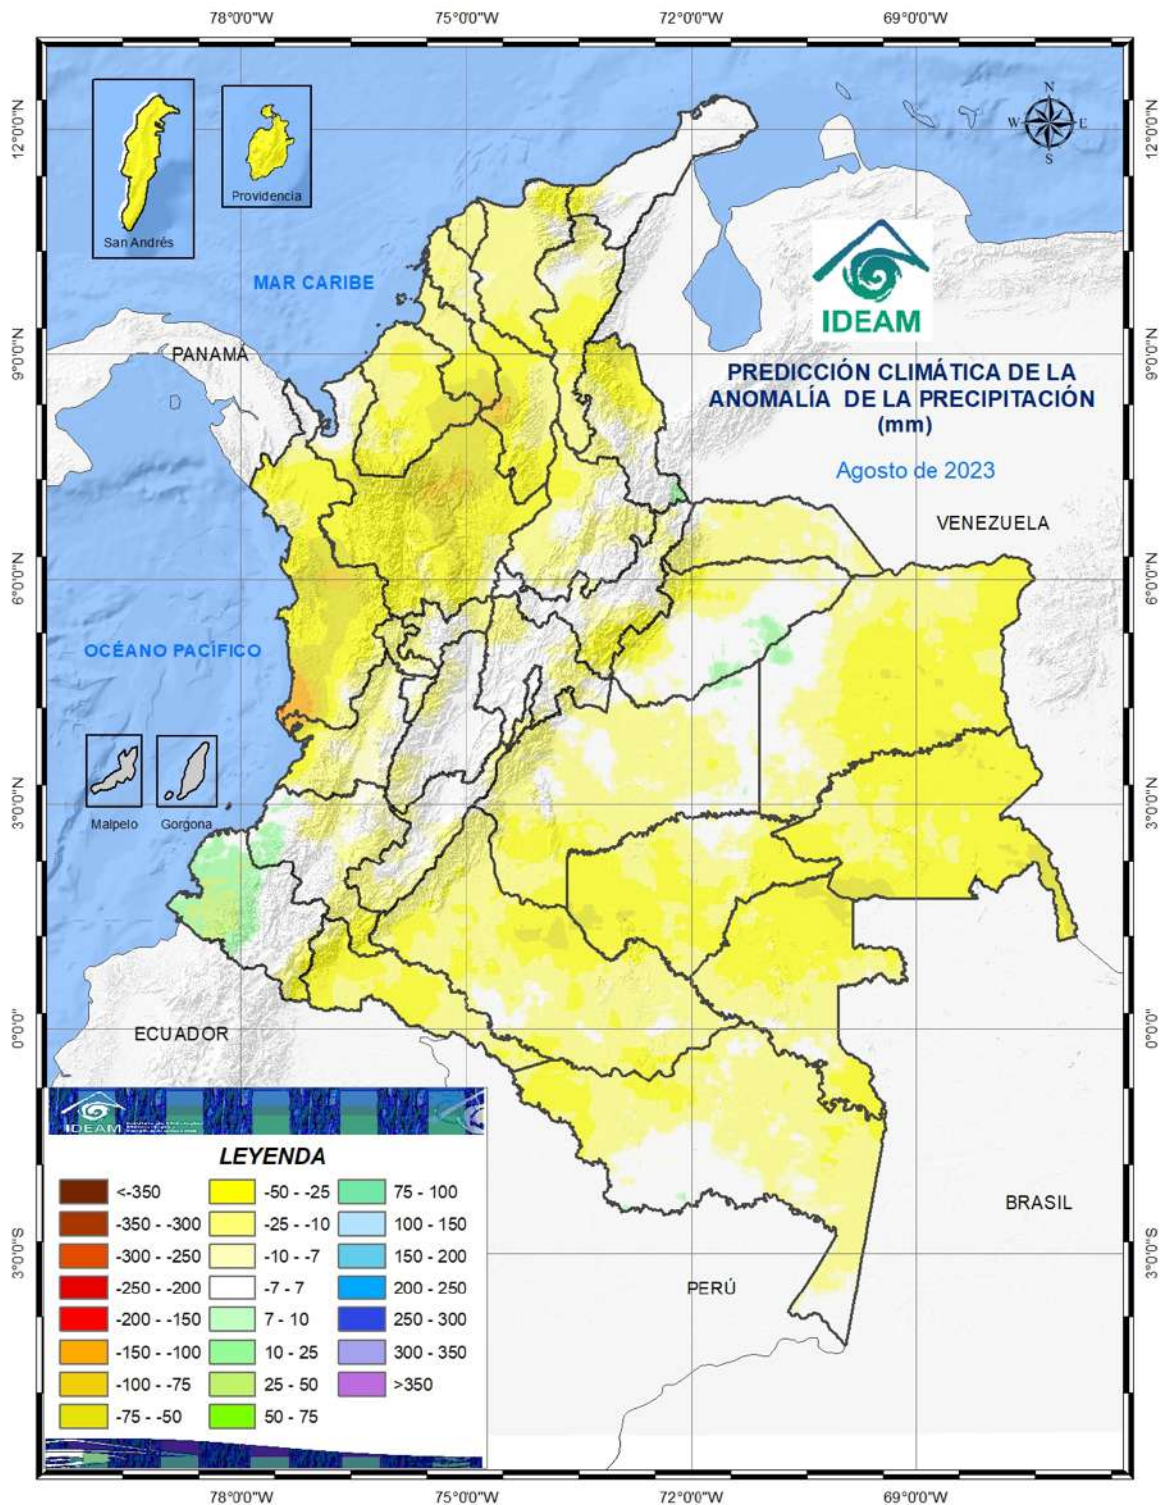 78°0'0"W
75°0'0"W
72°0'0"W
69°0'0"W
12°0'0"N
12°0'0"N
N
W
E
S
San Andrés
Providencia
MAR CARIBE
IDEAM
PANAMÁ
9°0'0"N
9°0'0"N
PREDICCIÓN CLIMÁTICA DE LA
ANOMALÍA DE LA PRECIPITACIÓN
(mm)
Agosto de 2023
VENEZUELA
6°0'0"N
6°0'0"N
OCÉANO PACÍFICO
3°0'0"N
3°0'0"N
Malpelo
Gorgona
0°0'0"
0°0'0"
ECUADOR
IDEAM
LEYENDA
<-350
-350 - -300
-300 - -250
-250 - -200
-200 - -150
-150 - -100
-100 - -75
-75 - -50
-50 - -25
-25 - -10
-10 - -7
-7 - 7
7 - 10
10 - 25
25 - 50
50 - 75
75 - 100
100 - 150
150 - 200
200 - 250
250 - 300
300 - 350
>350
BRASIL
PERÚ
3°0'0"S
3°0'0"S
78°0'0"W
75°0'0"W
72°0'0"W
69°0'0"W